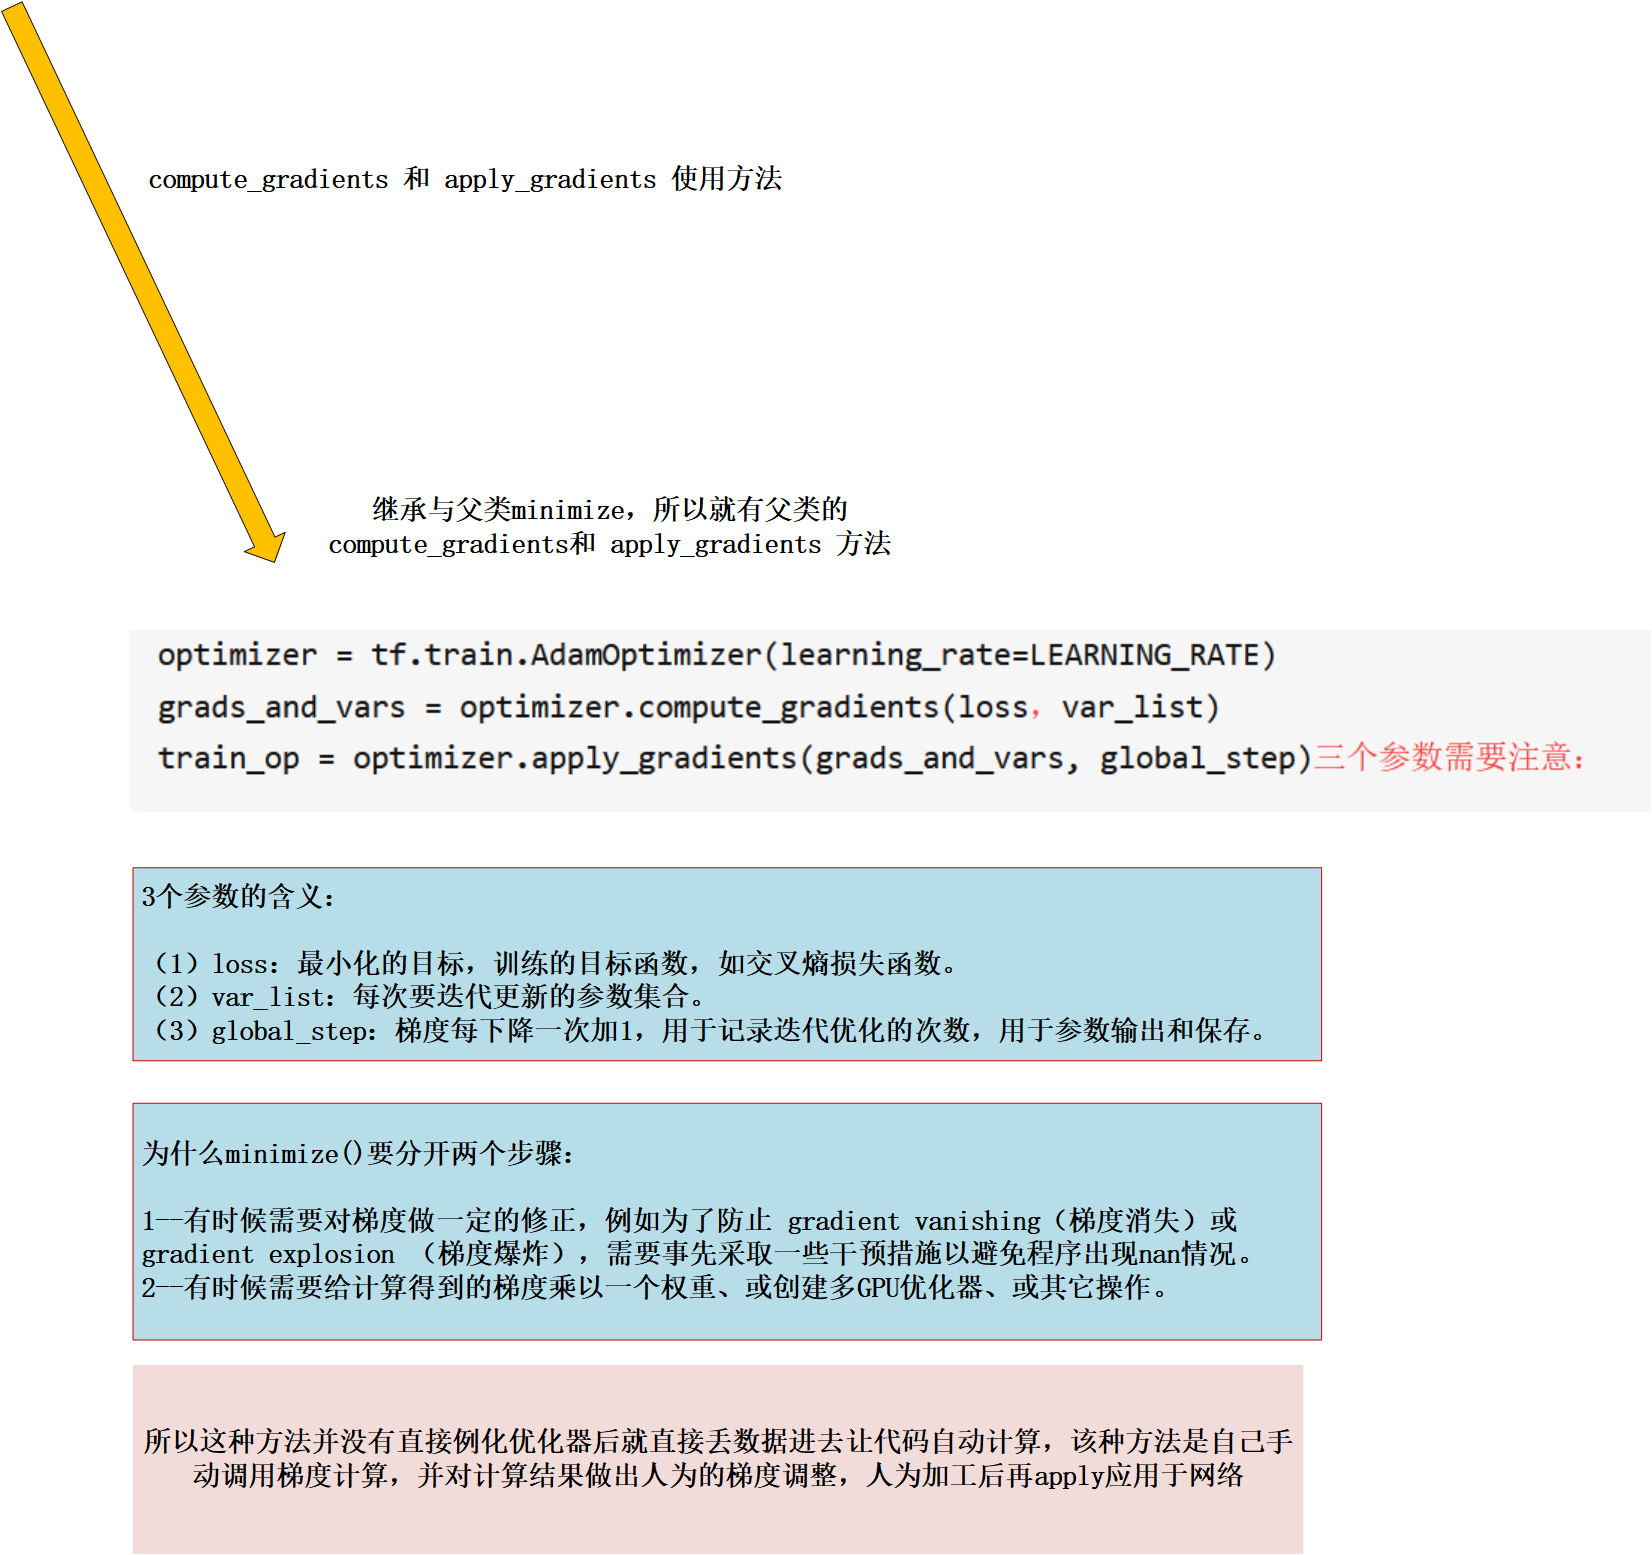 compute_gradients 和 apply_gradients 使用方法
继承与父类minimize，所以就有父类的
compute_gradients和 apply_gradients 方法
optimizer = tf.train.AdamOptimizer(learning_rate=LEARNING_RATE)
grads_and_vars = optimizer.compute_gradients(loss，var_list)
train_op = optimizer.apply_gradients(grads_and_vars, global_step)三个参数需要注意：
3个参数的含义：
（1）loss：最小化的目标，训练的目标函数，如交叉熵损失函数。
（2）var_list：每次要迭代更新的参数集合。
（3）global_step：梯度每下降一次加1，用于记录迭代优化的次数，用于参数输出和保存。
为什么minimize()要分开两个步骤：
1--有时候需要对梯度做一定的修正，例如为了防止 gradient vanishing（梯度消失）或
gradient explosion （梯度爆炸），需要事先采取一些干预措施以避免程序出现nan情况。
2--有时候需要给计算得到的梯度乘以一个权重、或创建多GPU优化器、或其它操作。
所以这种方法并没有直接例化优化器后就直接丢数据进去让代码自动计算，该种方法是自己手
动调用梯度计算，并对计算结果做出人为的梯度调整，人为加工后再apply应用于网络